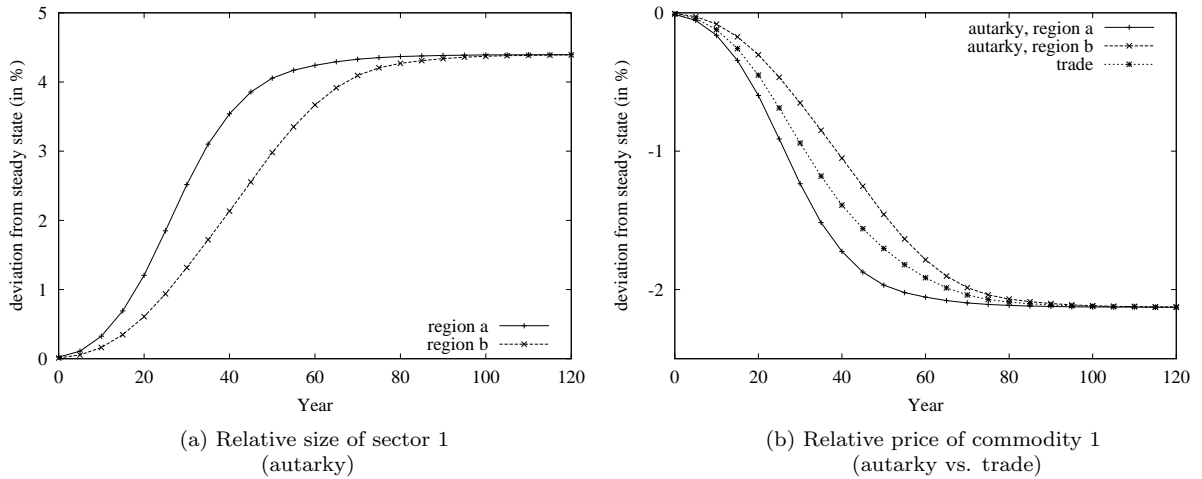 5
4
3
2
1
0
deviation from steady state (in %)
region a
region b
0 20 40 60 80 100 120
Year
(a) Relative size of sector 1
(autarky)
0
-1
-2
deviation from steady state (in %)
autarky, region a
autarky, region b
trade
0 20 40 60 80 100 120
Year
(b) Relative price of commodity 1
(autarky vs. trade)